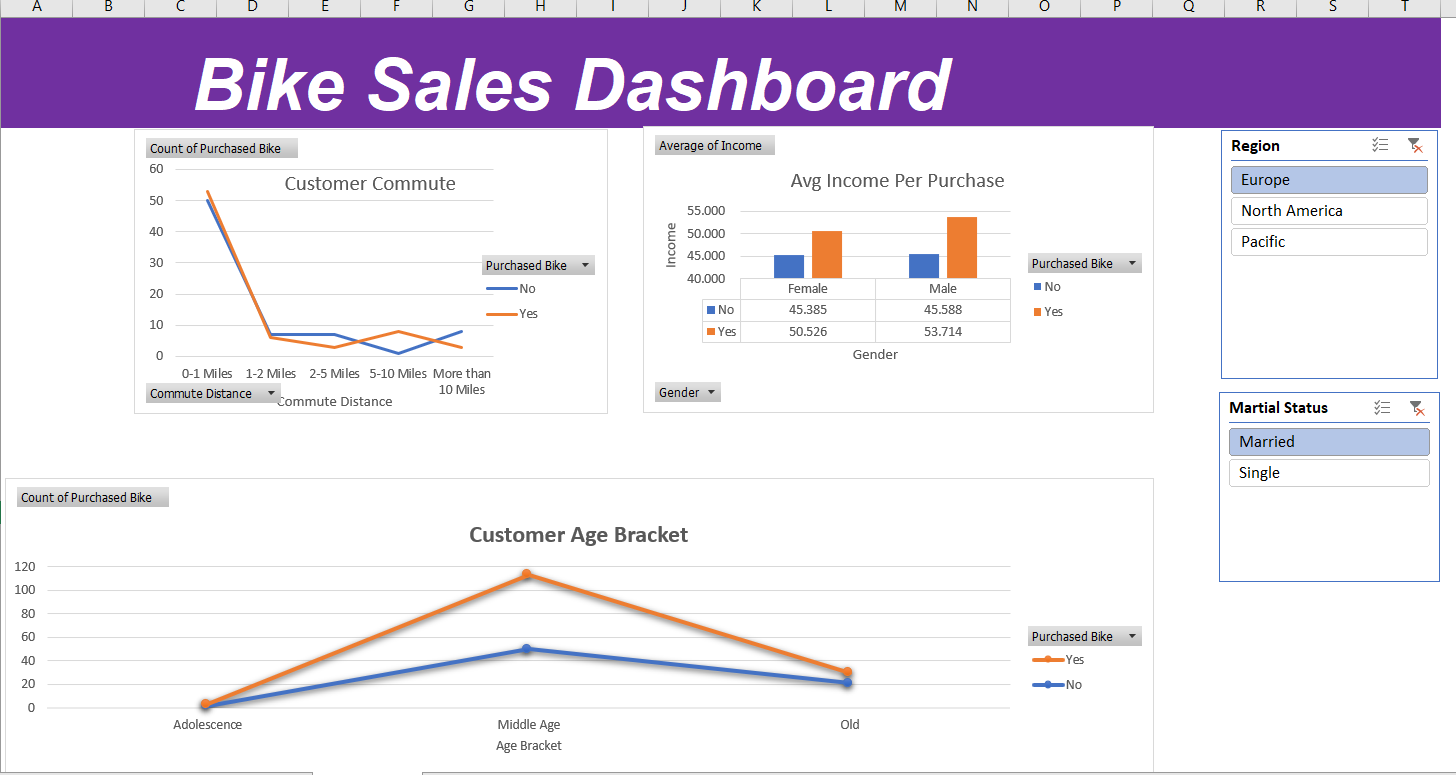 A B C D E F G H I J K L M N O P Q R S T
Bike Sales Dashboard
Count of Purchased Bike
Customer Commute
60
50
40
30
20
10
0
0-1 Miles 1-2 Miles 2-5 Miles 5-10 Miles More than
10 Miles
Commute Distance
Commute Distance
Purchased Bike
No
Yes
Average of Income
Avg Income Per Purchase
Income
55.000
50.000
45.000
40.000
Female Male
No 45.385 45.588
Yes 50.526 53.714
Gender
Gender
Purchased Bike
No
Yes
Region
Europe
North America
Pacific
Martial Status
Married
Single
Count of Purchased Bike
Customer Age Bracket
120
100
80
60
40
20
0
Adolescence Middle Age Old
Age Bracket
Purchased Bike
Yes
No